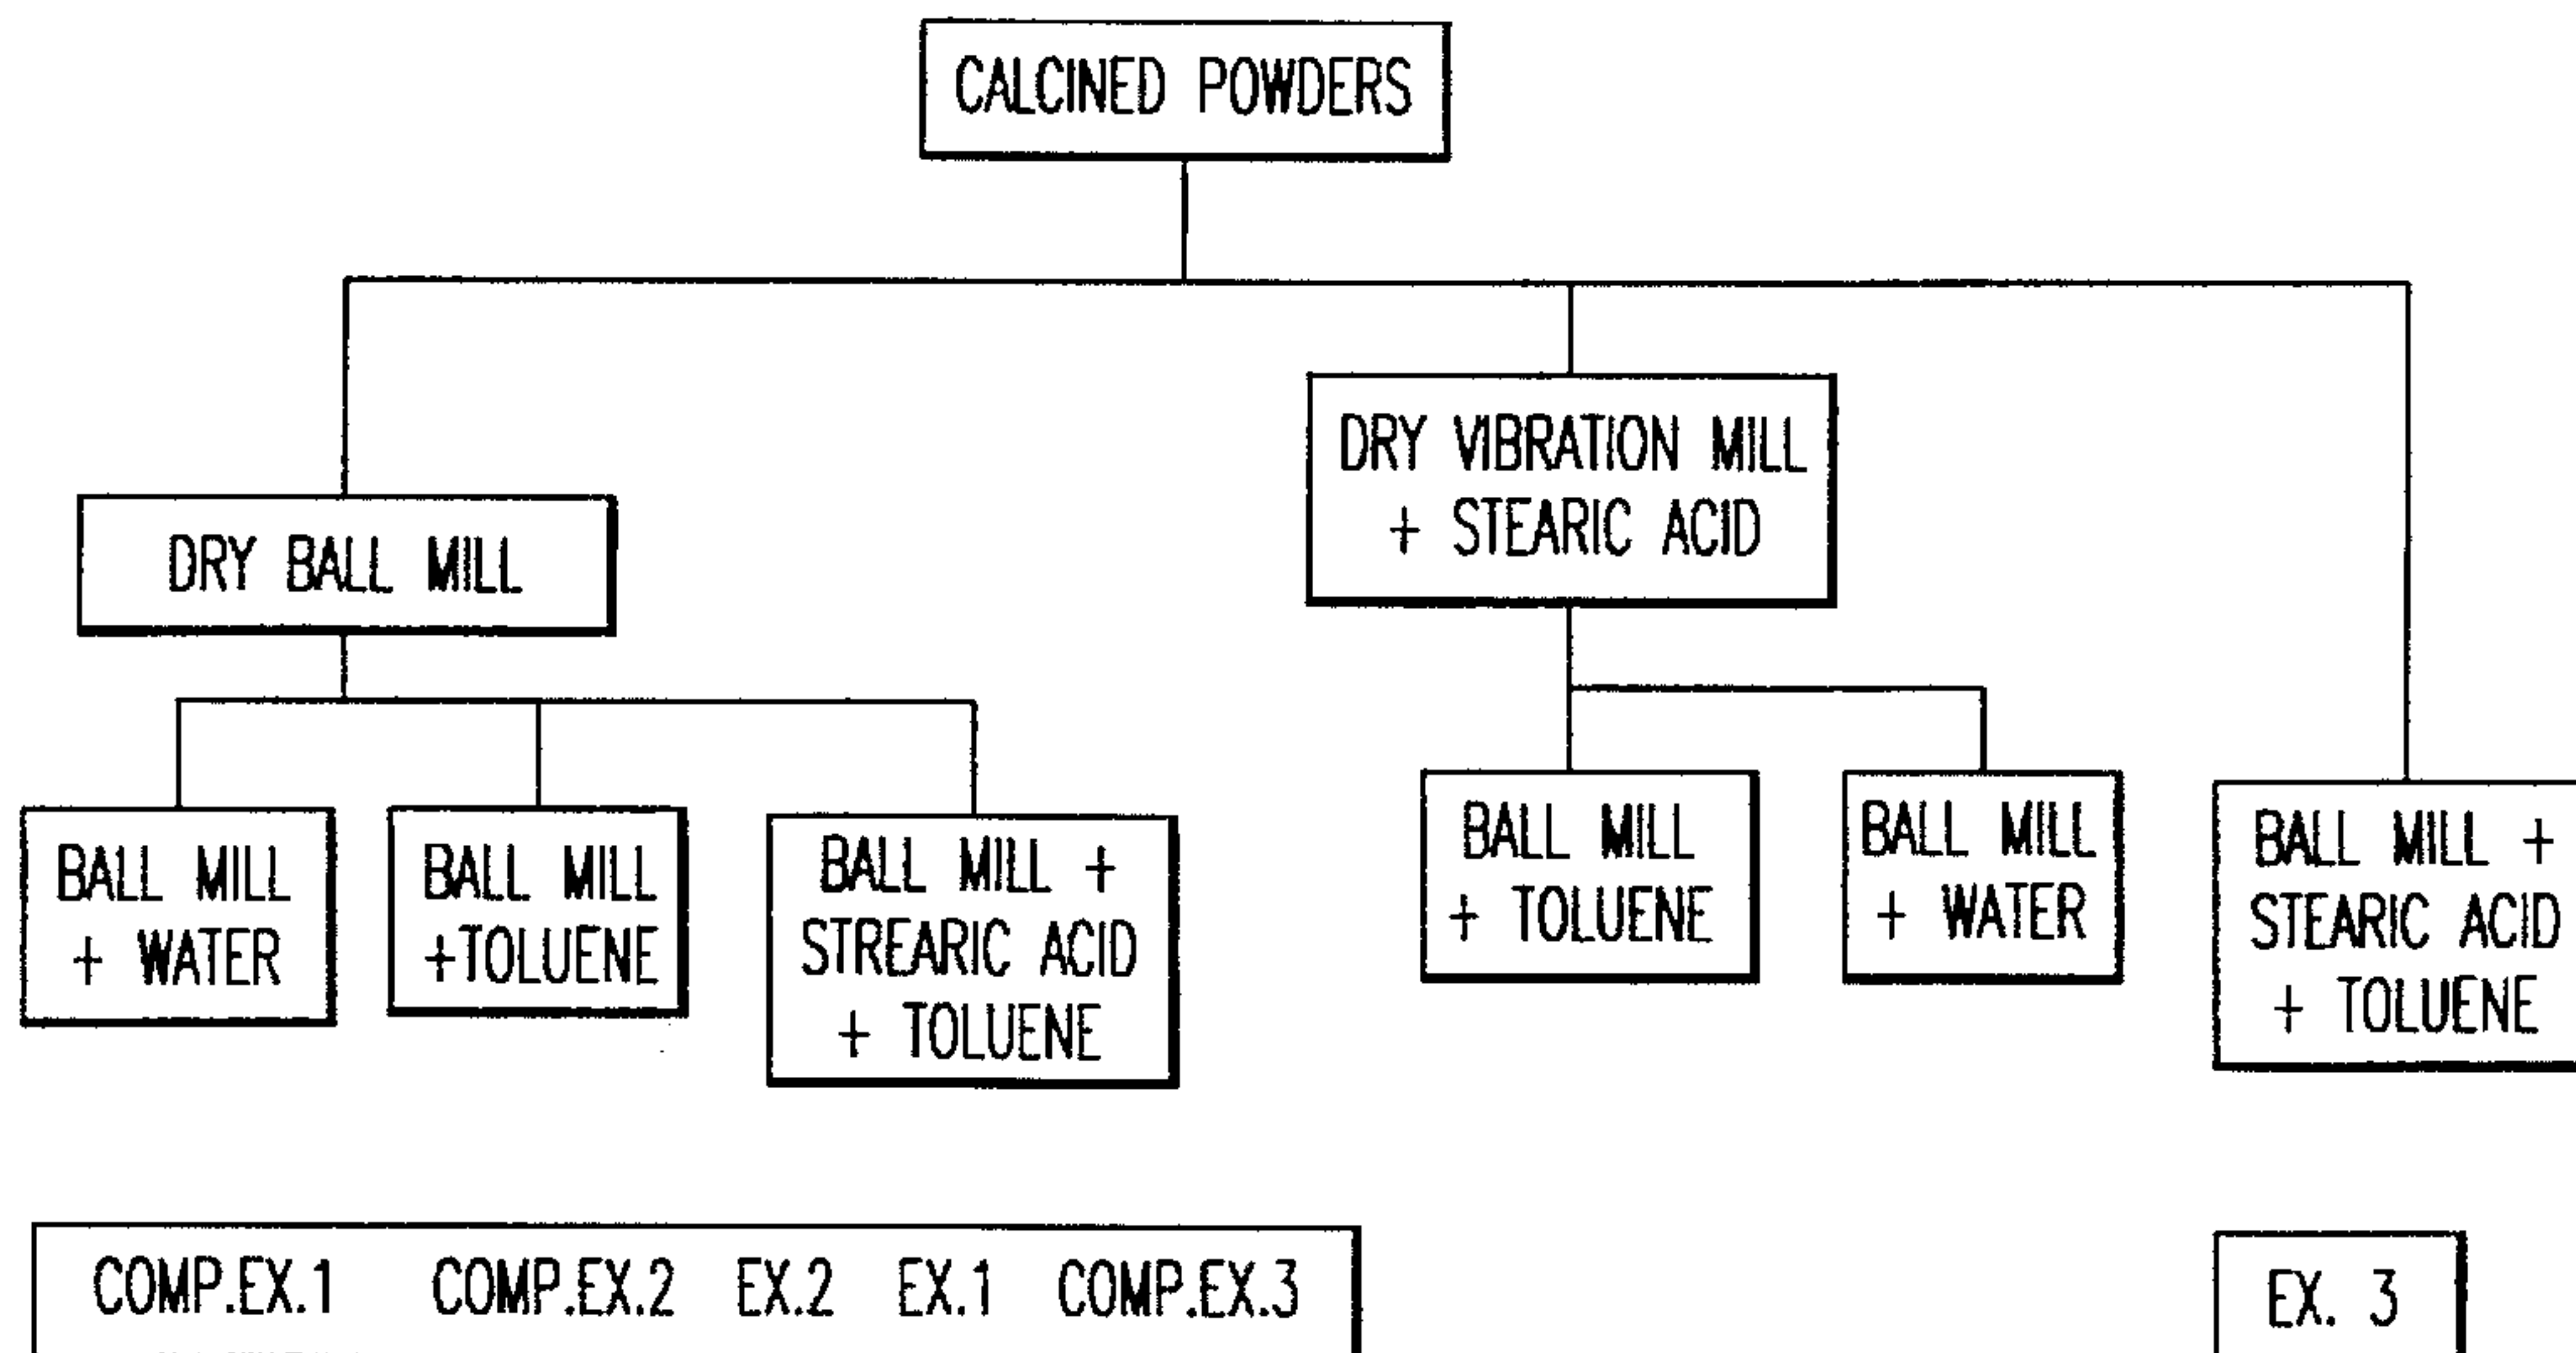 CALCINED POWDERS
DRY VIBRATION MILL
+ STEARIC ACID
DRY BALL MILL
BALL MILL
+ WATER
BALL MILL
+TOLUENE
BALL MILL +
STREARIC ACID
+ TOLUENE
BALL MILL
+ TOLUENE
BALL MILL
+ WATER
BALL MILL +
STEARIC ACID
+ TOLUENE
COMP.EX.1 COMP.EX.2 EX.2 EX.1 COMP.EX.3
EX. 3